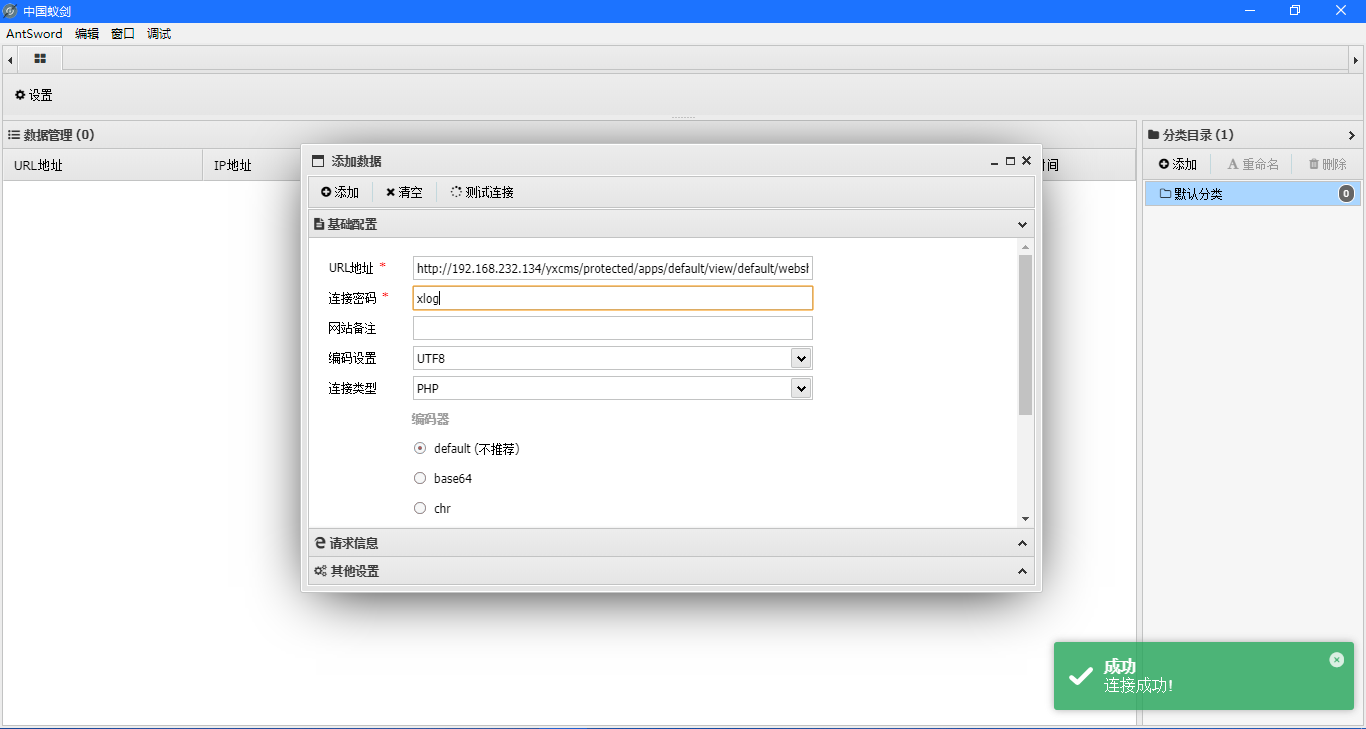 中国蚁剑
AntSword 编辑 窗口 调试
设置
数据管理 (0)
URL地址 IP地址 时间
分类目录 (1)
添加 重命名 删除
默认分类 0
添加数据
添加 清空 测试连接
基础配置
URL地址 * http://192.168.232.134/yxcms/protected/apps/default/view/default/websh
连接密码 * xlog
网站备注
编码设置 UTF8
连接类型 PHP
编码器
default (不推荐)
base64
chr
请求信息
其他设置
成功
连接成功!